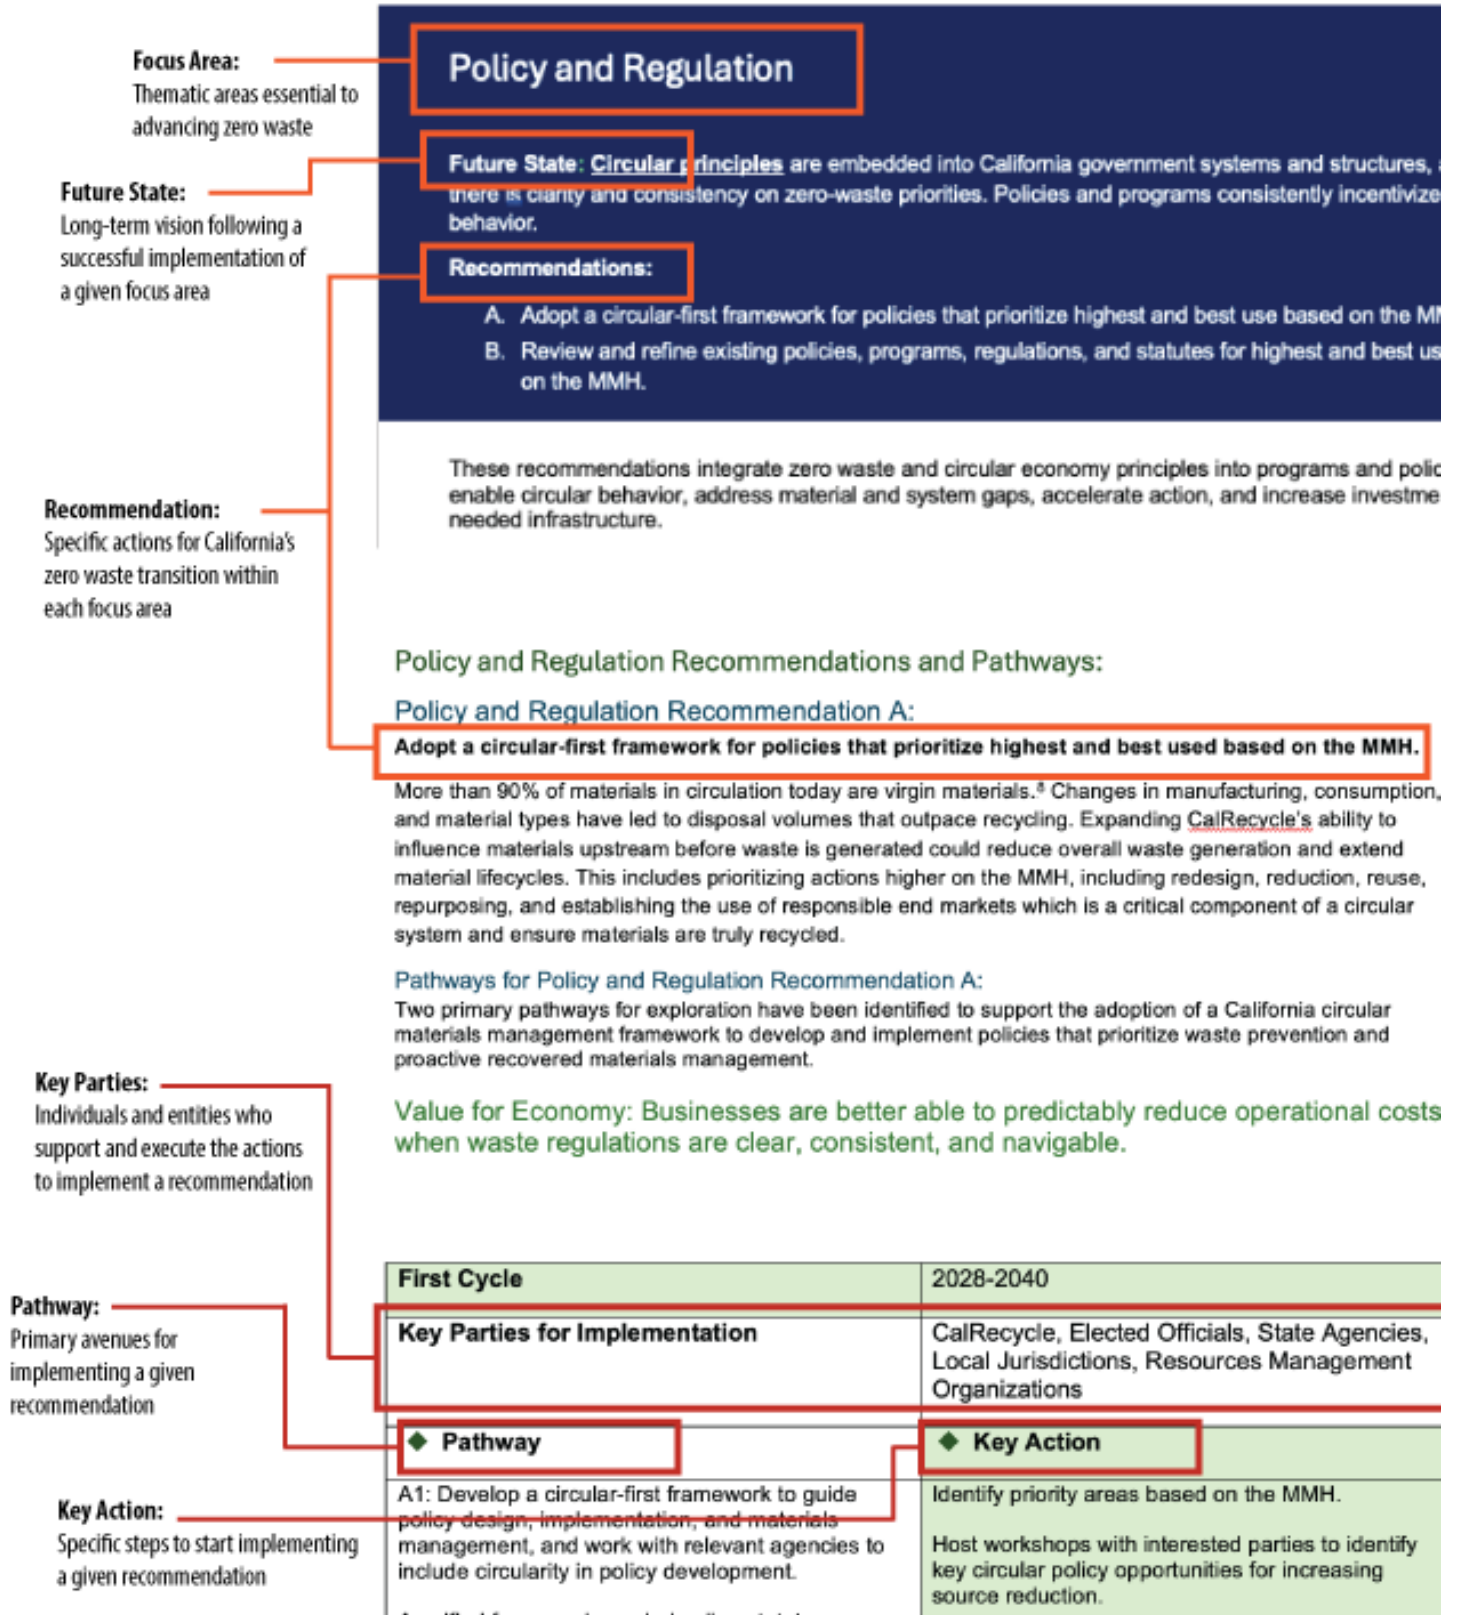 Focus Area:
Thematic areas essential to
advancing zero waste
Future State:
Long-term vision following a
successful implementation of
a given focus area
Recommendation:
Specific actions for California's
zero waste transition within
each focus area
Key Parties:
Individuals and entities who
support and execute the actions
to implement a recommendation
Pathway:
Primary avenues for
implementing a given
recommendation
Key Action:
Specific steps to start implementing
a given recommendation
Policy and Regulation
Future State: Circular principles are embedded into California government systems and structures,
there is clarity and consistency on zero-waste priorities. Policies and programs consistently incentivize
behavior.
Recommendations:
A. Adopt a circular-first framework for policies that prioritize highest and best use based on the
B. Review and refine existing policies, programs, regulations, and statutes for highest and best
on the MMH.
These recommendations integrate zero waste and circular economy principles into programs and
enable circular behavior, address material and system gaps, accelerate action, and increase
needed infrastructure.
Policy and Regulation Recommendations and Pathways:
Policy and Regulation Recommendation A:
Adopt a circular-first framework for policies that prioritize highest and best used based on the MMH.
More than 90% of materials in circulation today are virgin materials.⁸ Changes in manufacturing, consumption,
and material types have led to disposal volumes that outpace recycling. Expanding CalRecycle's ability to
influence materials upstream before waste is generated could reduce overall waste generation and extend
material lifecycles. This includes prioritizing actions higher on the MMH, including redesign, reduction, reuse,
repurposing, and establishing the use of responsible end markets which is a critical component of a circular
system and ensure materials are truly recycled.
Pathways for Policy and Regulation Recommendation A:
Two primary pathways for exploration have been identified to support the adoption of a California circular
materials management framework to develop and implement policies that prioritize waste prevention and
proactive recovered materials management.
Value for Economy: Businesses are better able to predictably reduce operational costs
when waste regulations are clear, consistent, and navigable.
First Cycle
2028-2040
Key Parties for Implementation
CalRecycle, Elected Officials, State Agencies,
Local Jurisdictions, Resources Management
Organizations
◆ Pathway
◆ Key Action
A1: Develop a circular-first framework to guide
policy design, implementation, and materials
management, and work with relevant agencies to
include circularity in policy development.
Identify priority areas based on the MMH.
Host workshops with interested parties to identify
key circular policy opportunities for increasing
source reduction.